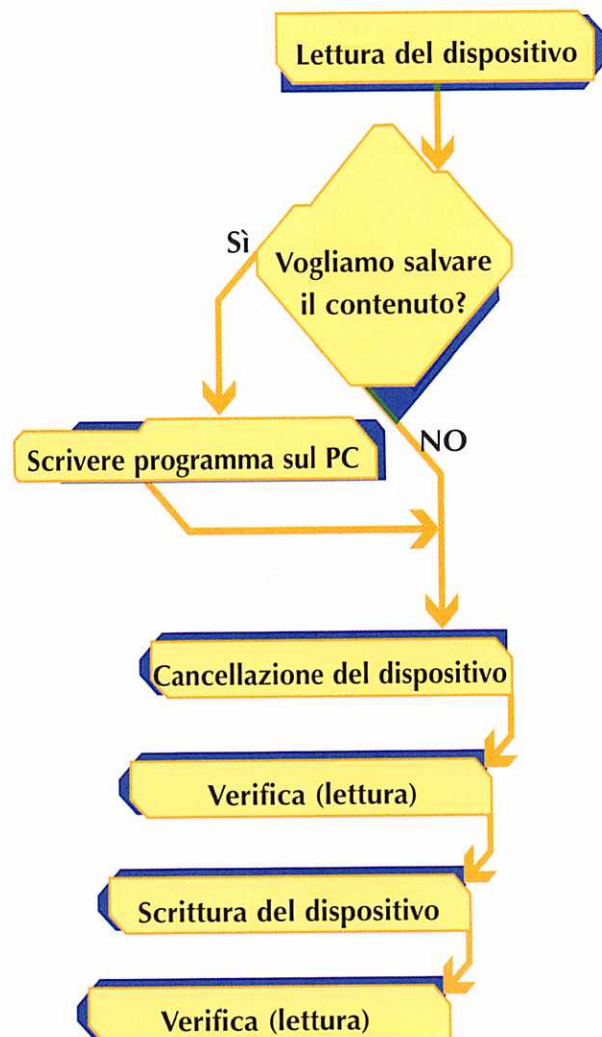 Lettura del dispositivo
Sì
Vogliamo salvare
il contenuto?
NO
Scrivere programma sul PC
Cancellazione del dispositivo
Verifica (lettura)
Scrittura del dispositivo
Verifica (lettura)